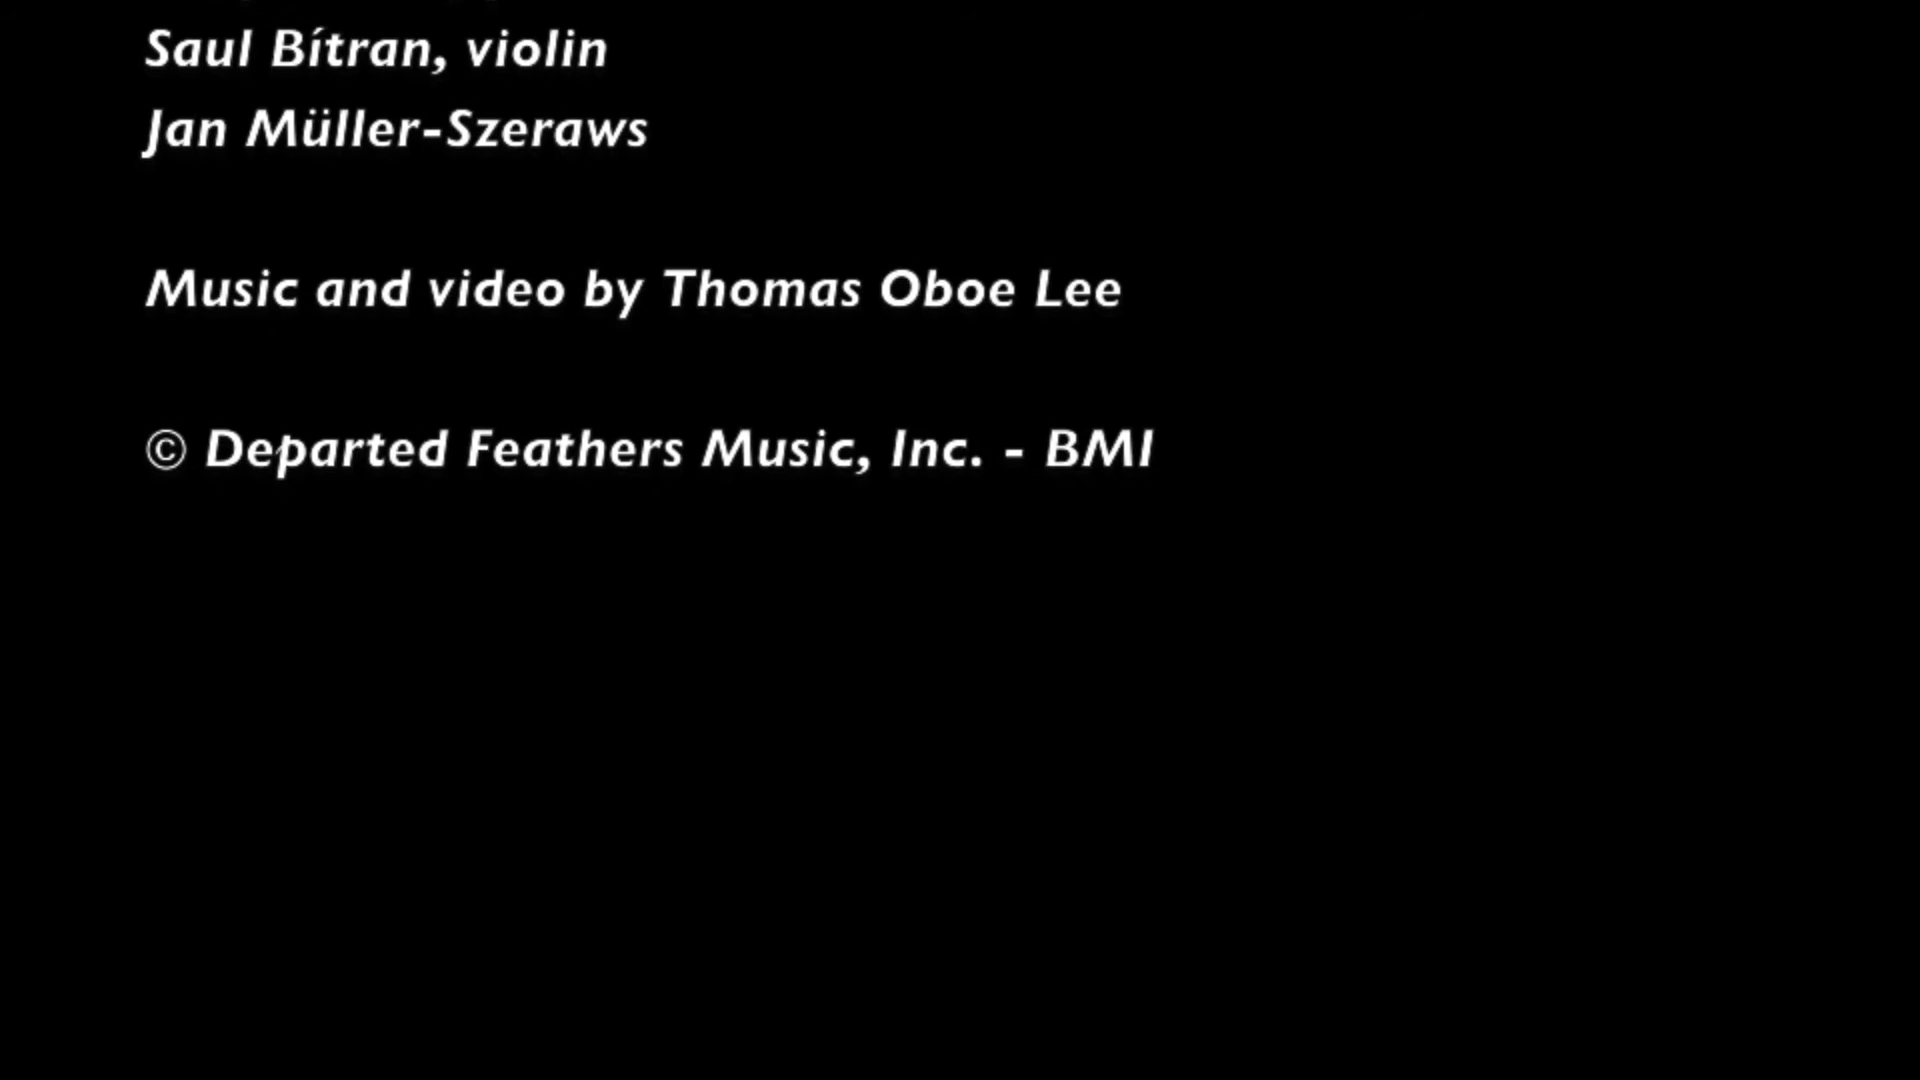 Saul Bítran, violin
Jan Müller-Szeraws
Music and video by Thomas Oboe Lee
© Departed Feathers Music, Inc. - BMI